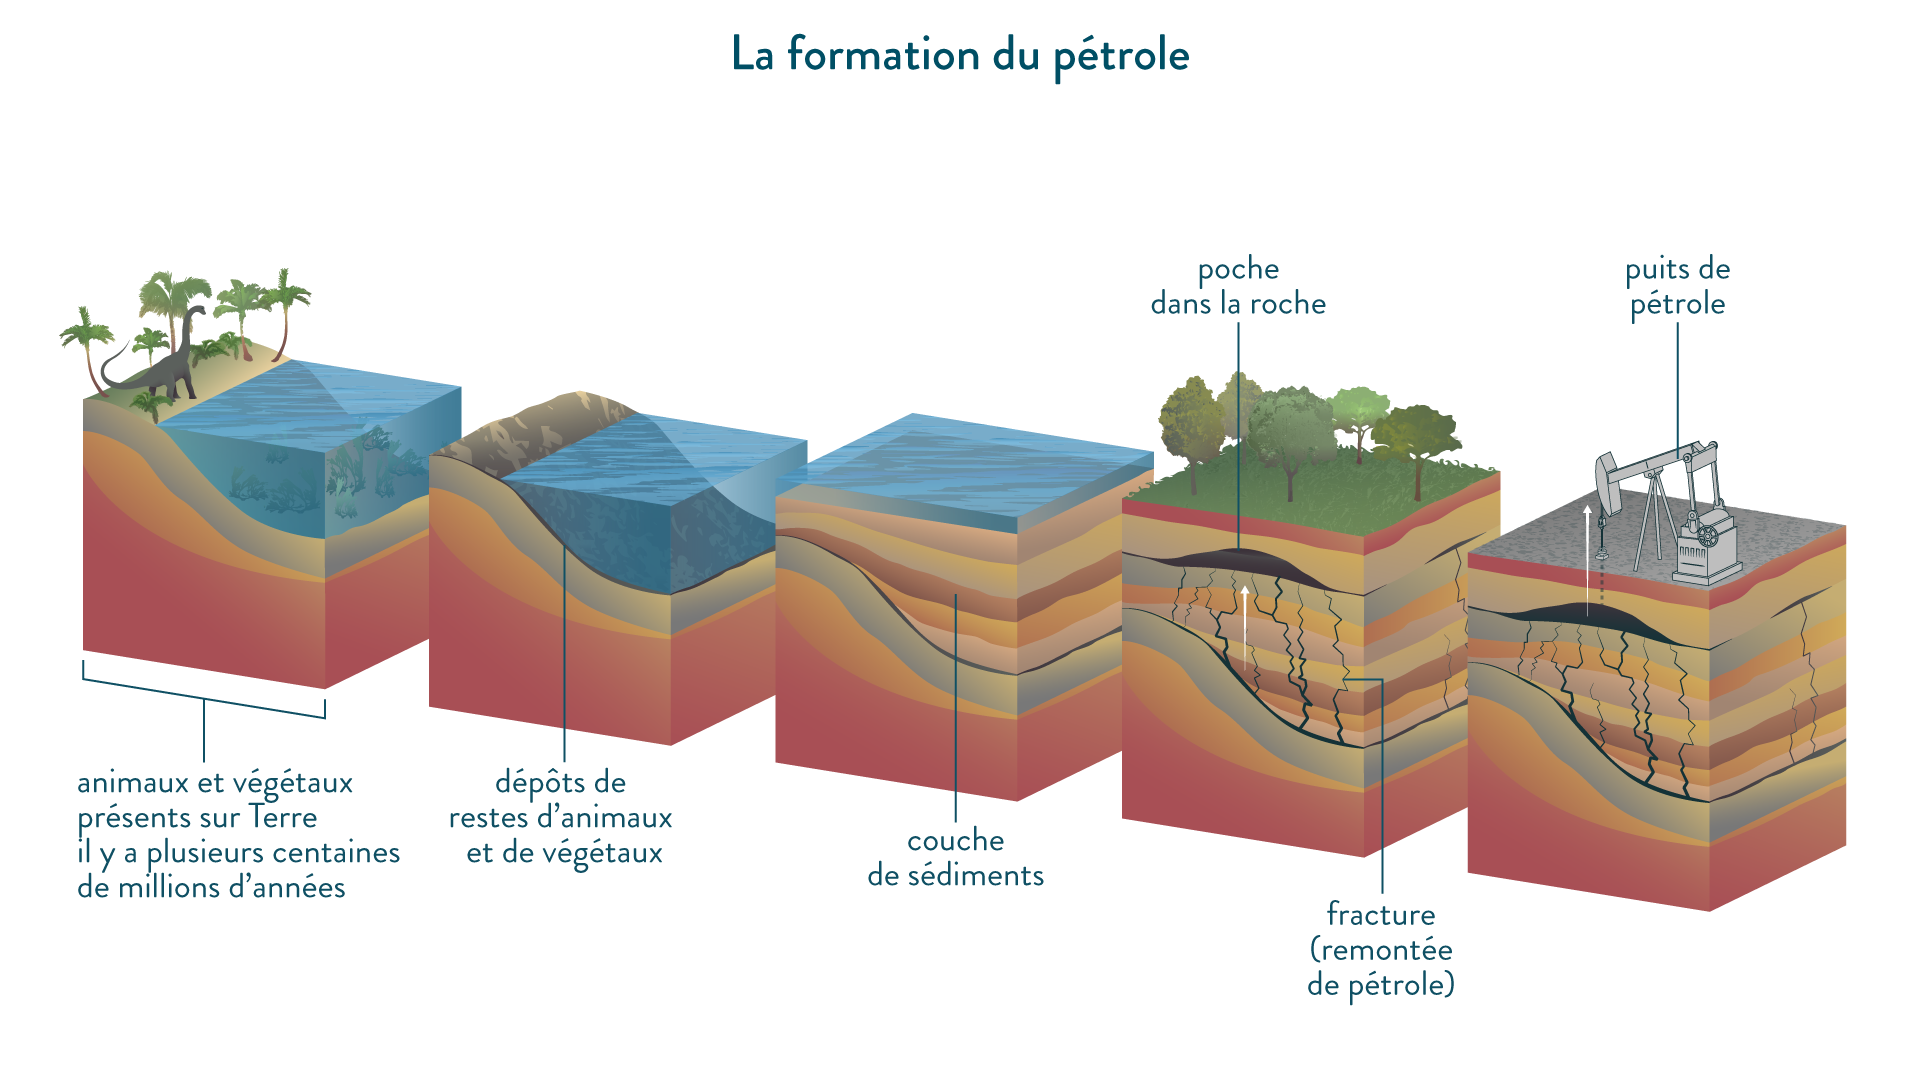 La formation du pétrole
poche
dans la roche
puits de
pétrole
animaux et végétaux
présents sur Terre
il y a plusieurs centaines
de millions d’années
dépôts de
restes d’animaux
et de végétaux
couche
de sédiments
fracture
(remontée
de pétrole)